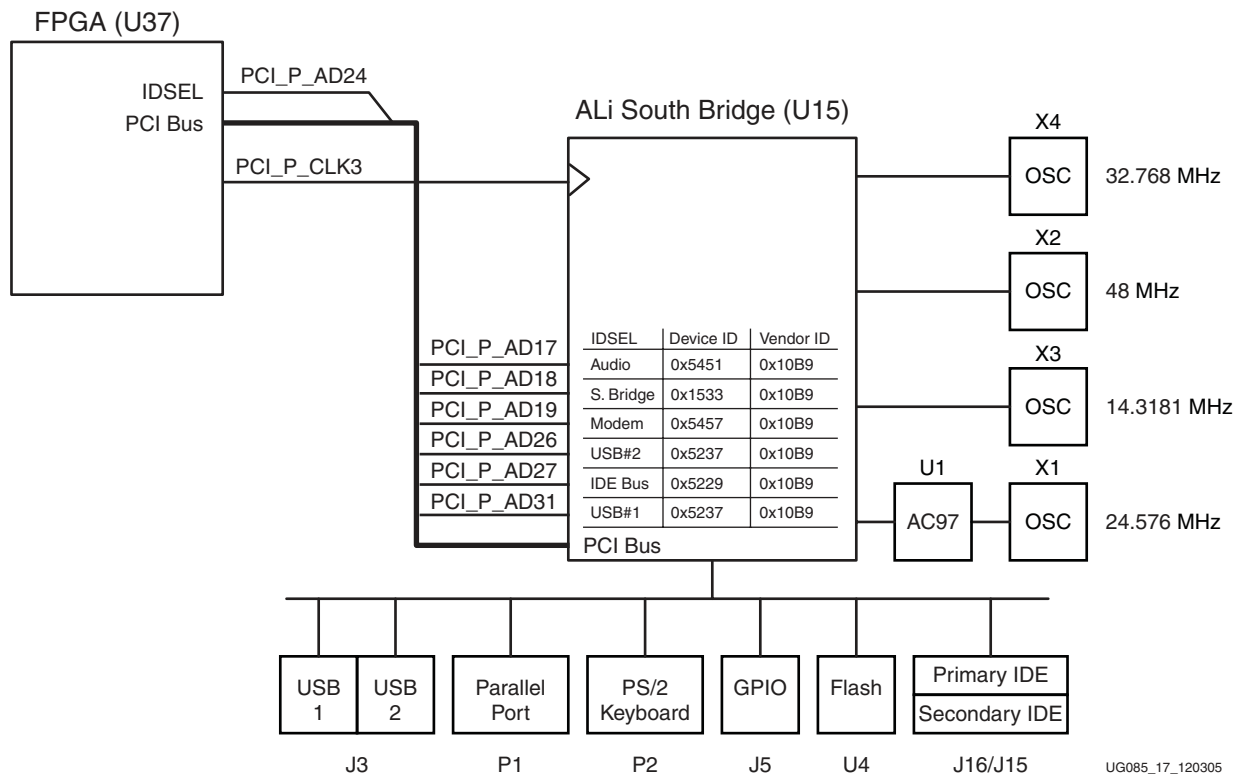 FPGA (U37)
IDSEL
PCI Bus
PCI_P_AD24
PCI_P_CLK3
ALi South Bridge (U15)
PCI_P_AD17
PCI_P_AD18
PCI_P_AD19
PCI_P_AD26
PCI_P_AD27
PCI_P_AD31
IDSEL Device ID Vendor ID
Audio 0x5451 0x10B9
S. Bridge 0x1533 0x10B9
Modem 0x5457 0x10B9
USB#2 0x5237 0x10B9
IDE Bus 0x5229 0x10B9
USB#1 0x5237 0x10B9
PCI Bus
X4
OSC 32.768 MHz
X2
OSC 48 MHz
X3
OSC 14.3181 MHz
U1 X1
AC97 OSC 24.576 MHz
USB
1
USB
2
Parallel
Port
PS/2
Keyboard
GPIO
Flash
Primary IDE
Secondary IDE
J3 P1 P2 J5 U4 J16/J15
UG085_17_120305